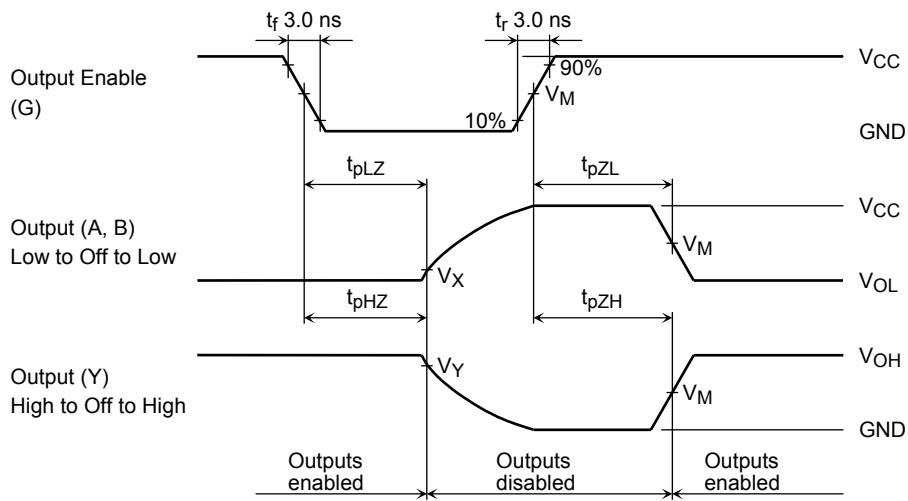 tf 3.0 ns
tr 3.0 ns
Output Enable
(G)
VCC
90%
VM
10%
GND
tpLZ
tpZL
Output (A, B)
Low to Off to Low
VCC
VM
VX
VOL
tpHZ
tpZH
Output (Y)
High to Off to High
VY
VOH
VM
GND
Outputs
enabled
Outputs
disabled
Outputs
enabled